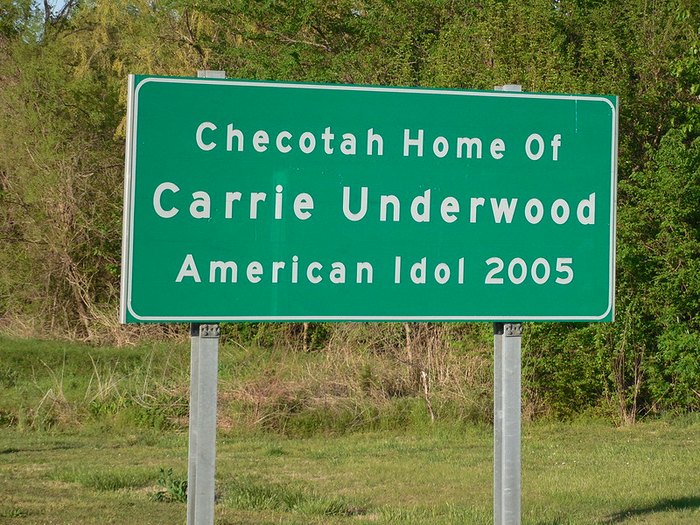 Checotah Home Of
Carrie Underwood
American Idol 2005